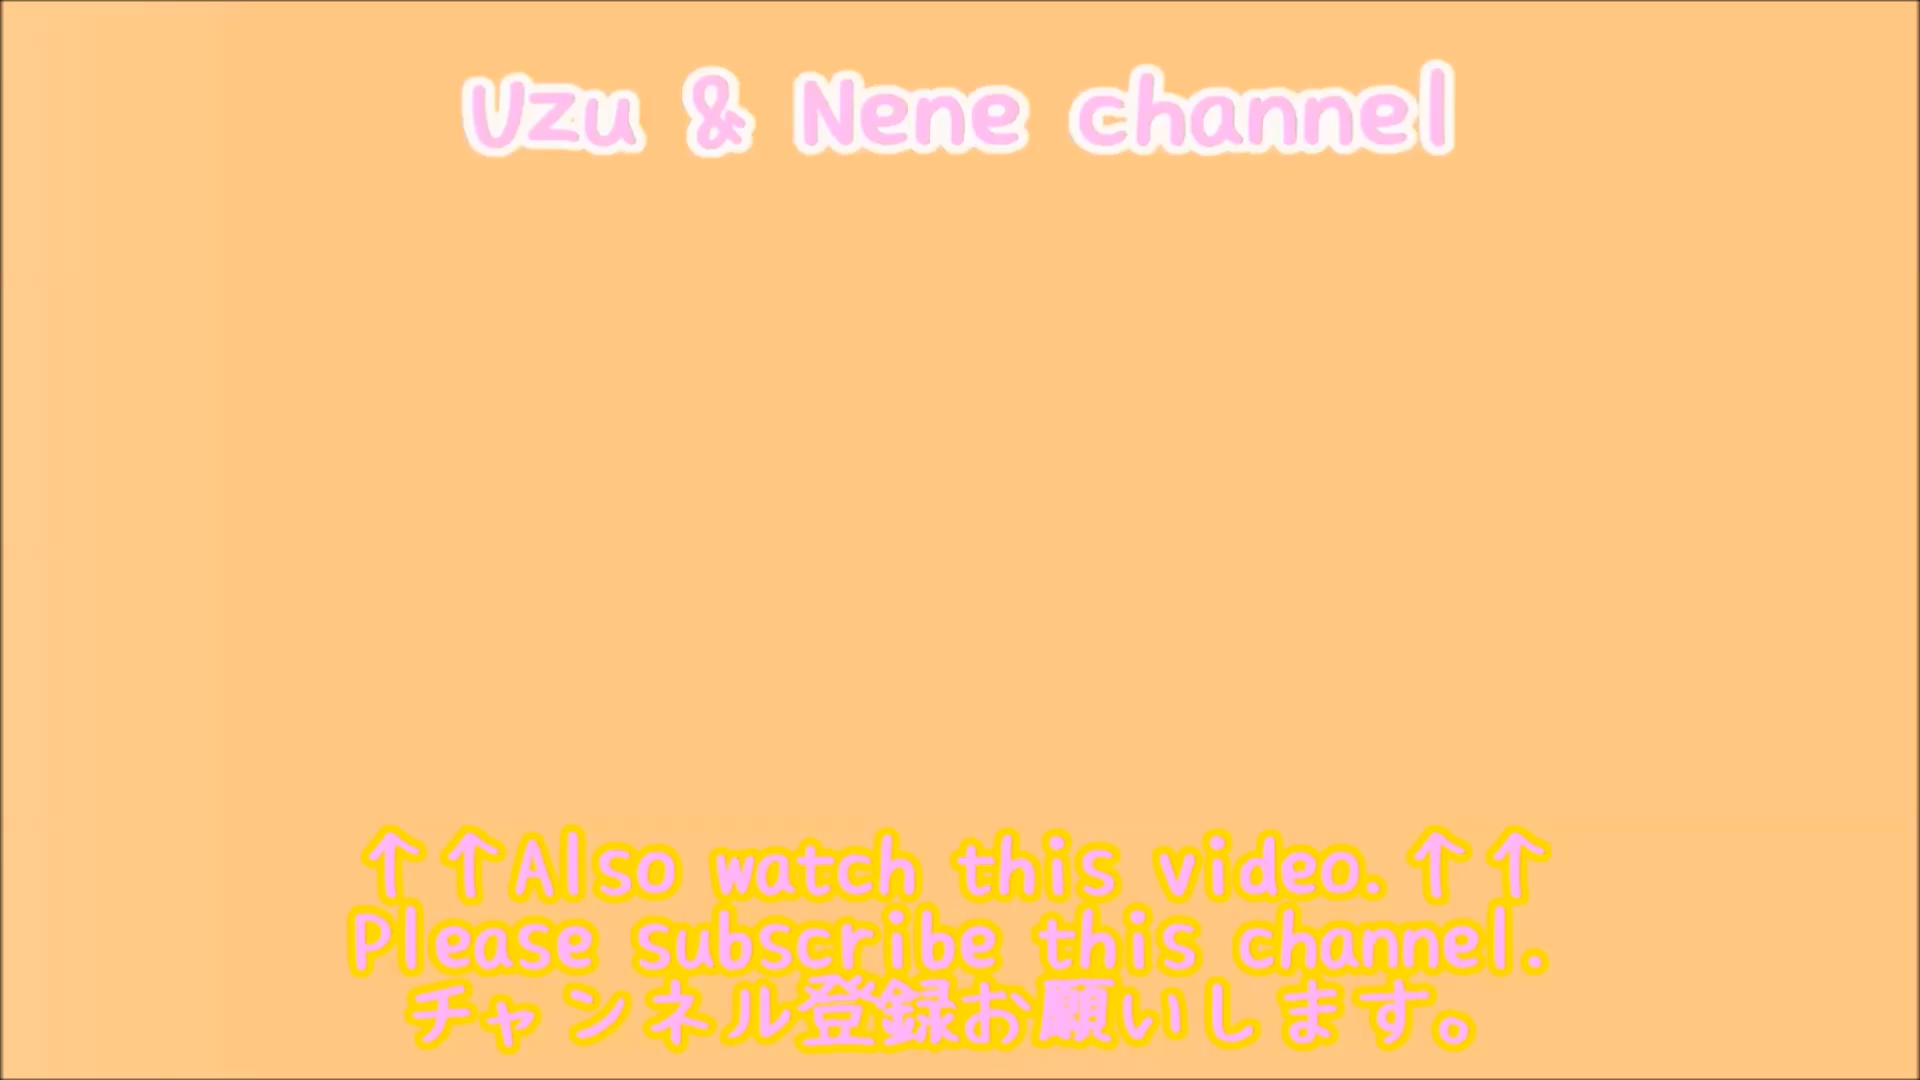 Uzu & Nene channel
↑↑Also watch this video.↑↑
Please subscribe this channel.
チャンネル登録お願いします。